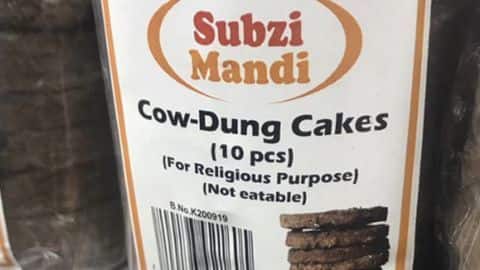 Subzi
Mandi
Cow-Dung Cakes
(10 pcs)
(For Religious Purpose)
(Not eatable)
B.No.K200919